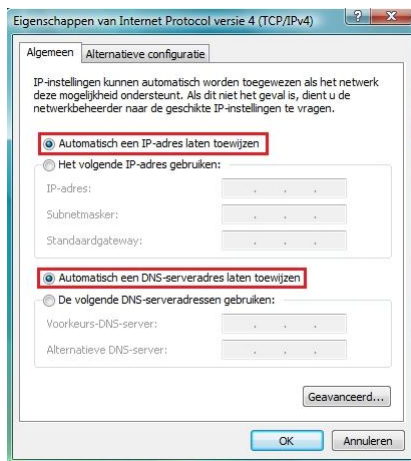 Eigenschappen van Internet Protocol versie 4 (TCP/IPv4)
Algemeen
Alternatieve configuratie
IP-instellingen kunnen automatisch worden toegewezen als het netwerk
deze mogelijkheid ondersteunt. Als dit niet het geval is, dient u de
netwerkbeheerder naar de geschikte IP-instellingen te vragen.
Automatisch een IP-adres laten toewijzen
Het volgende IP-adres gebruiken:
IP-adres:
Subnetmasker:
Standaardgateway:
Automatisch een DNS-serveradres laten toewijzen
De volgende DNS-serveradressen gebruiken:
Voorkeurs-DNS-server:
Alternatieve DNS-server:
Geavanceerd...
OK
Annuleren